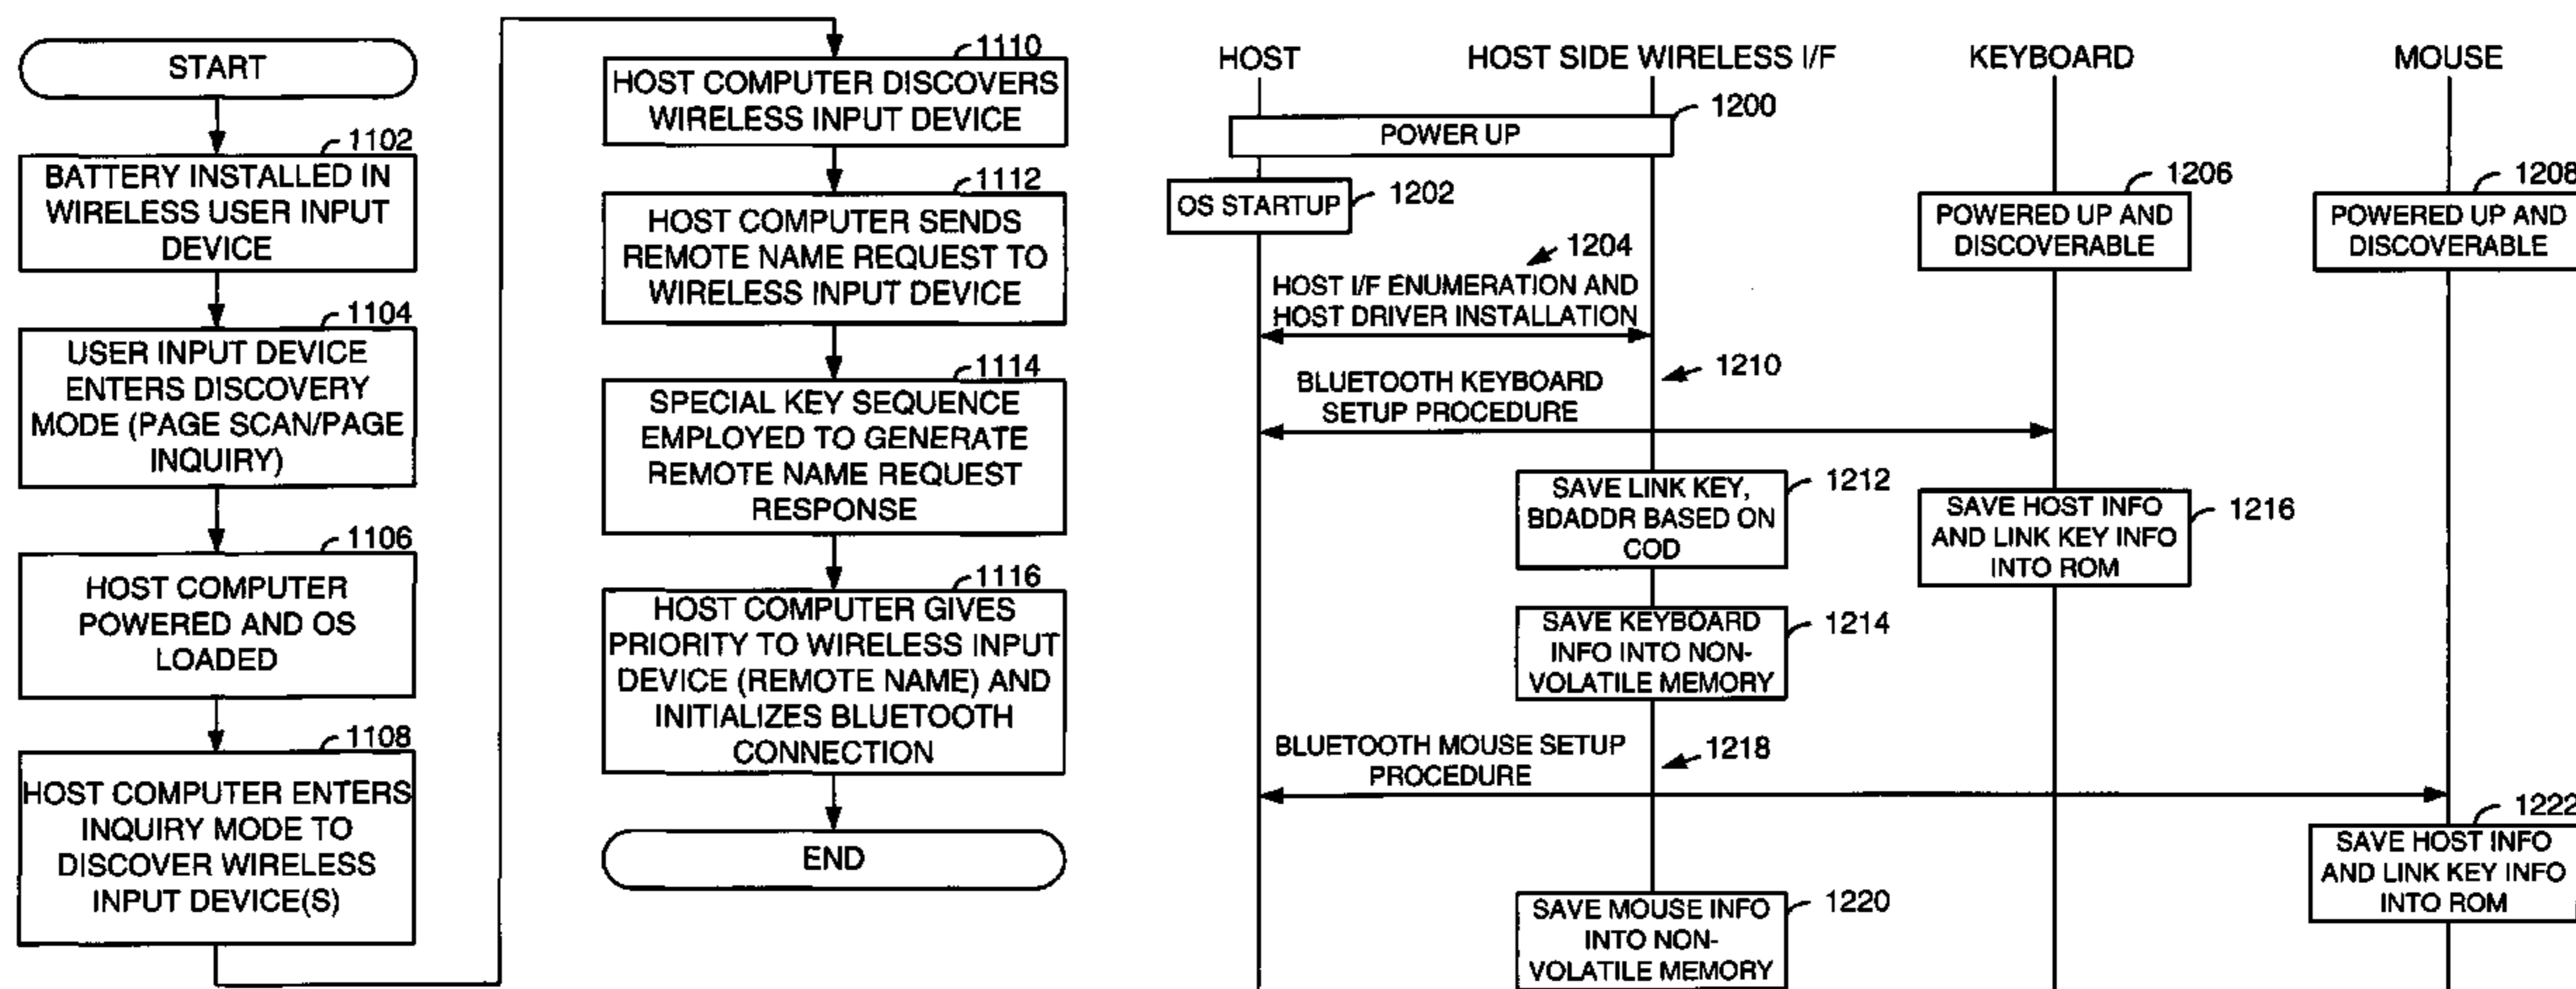 START
1102
BATTERY INSTALLED IN
WIRELESS USER INPUT
DEVICE
1104
USER INPUT DEVICE
ENTERS DISCOVERY
MODE (PAGE SCAN/PAGE
INQUIRY)
1106
HOST COMPUTER
POWERED AND OS
LOADED
1108
HOST COMPUTER ENTERS
INQUIRY MODE TO
DISCOVER WIRELESS
INPUT DEVICE(S)
1110
HOST COMPUTER DISCOVERS
WIRELESS INPUT DEVICE
1112
HOST COMPUTER SENDS
REMOTE NAME REQUEST TO
WIRELESS INPUT DEVICE
1114
SPECIAL KEY SEQUENCE
EMPLOYED TO GENERATE
REMOTE NAME REQUEST
RESPONSE
1116
HOST COMPUTER GIVES
PRIORITY TO WIRELESS INPUT
DEVICE (REMOTE NAME) AND
INITIALIZES BLUETOOTH
CONNECTION
END
HOST
HOST SIDE WIRELESS I/F
KEYBOARD
MOUSE
1200
POWER UP
OS STARTUP
1202
1206
POWERED UP AND
DISCOVERABLE
1208
POWERED UP AND
DISCOVERABLE
1204
HOST I/F ENUMERATION AND
HOST DRIVER INSTALLATION
1210
BLUETOOTH KEYBOARD
SETUP PROCEDURE
1212
SAVE LINK KEY,
BDADDR BASED ON
COD
1216
SAVE HOST INFO
AND LINK KEY INFO
INTO ROM
1214
SAVE KEYBOARD
INFO INTO NON-
VOLATILE MEMORY
1218
BLUETOOTH MOUSE SETUP
PROCEDURE
1222
SAVE HOST INFO
AND LINK KEY INFO
INTO ROM
1220
SAVE MOUSE INFO
INTO NON-
VOLATILE MEMORY